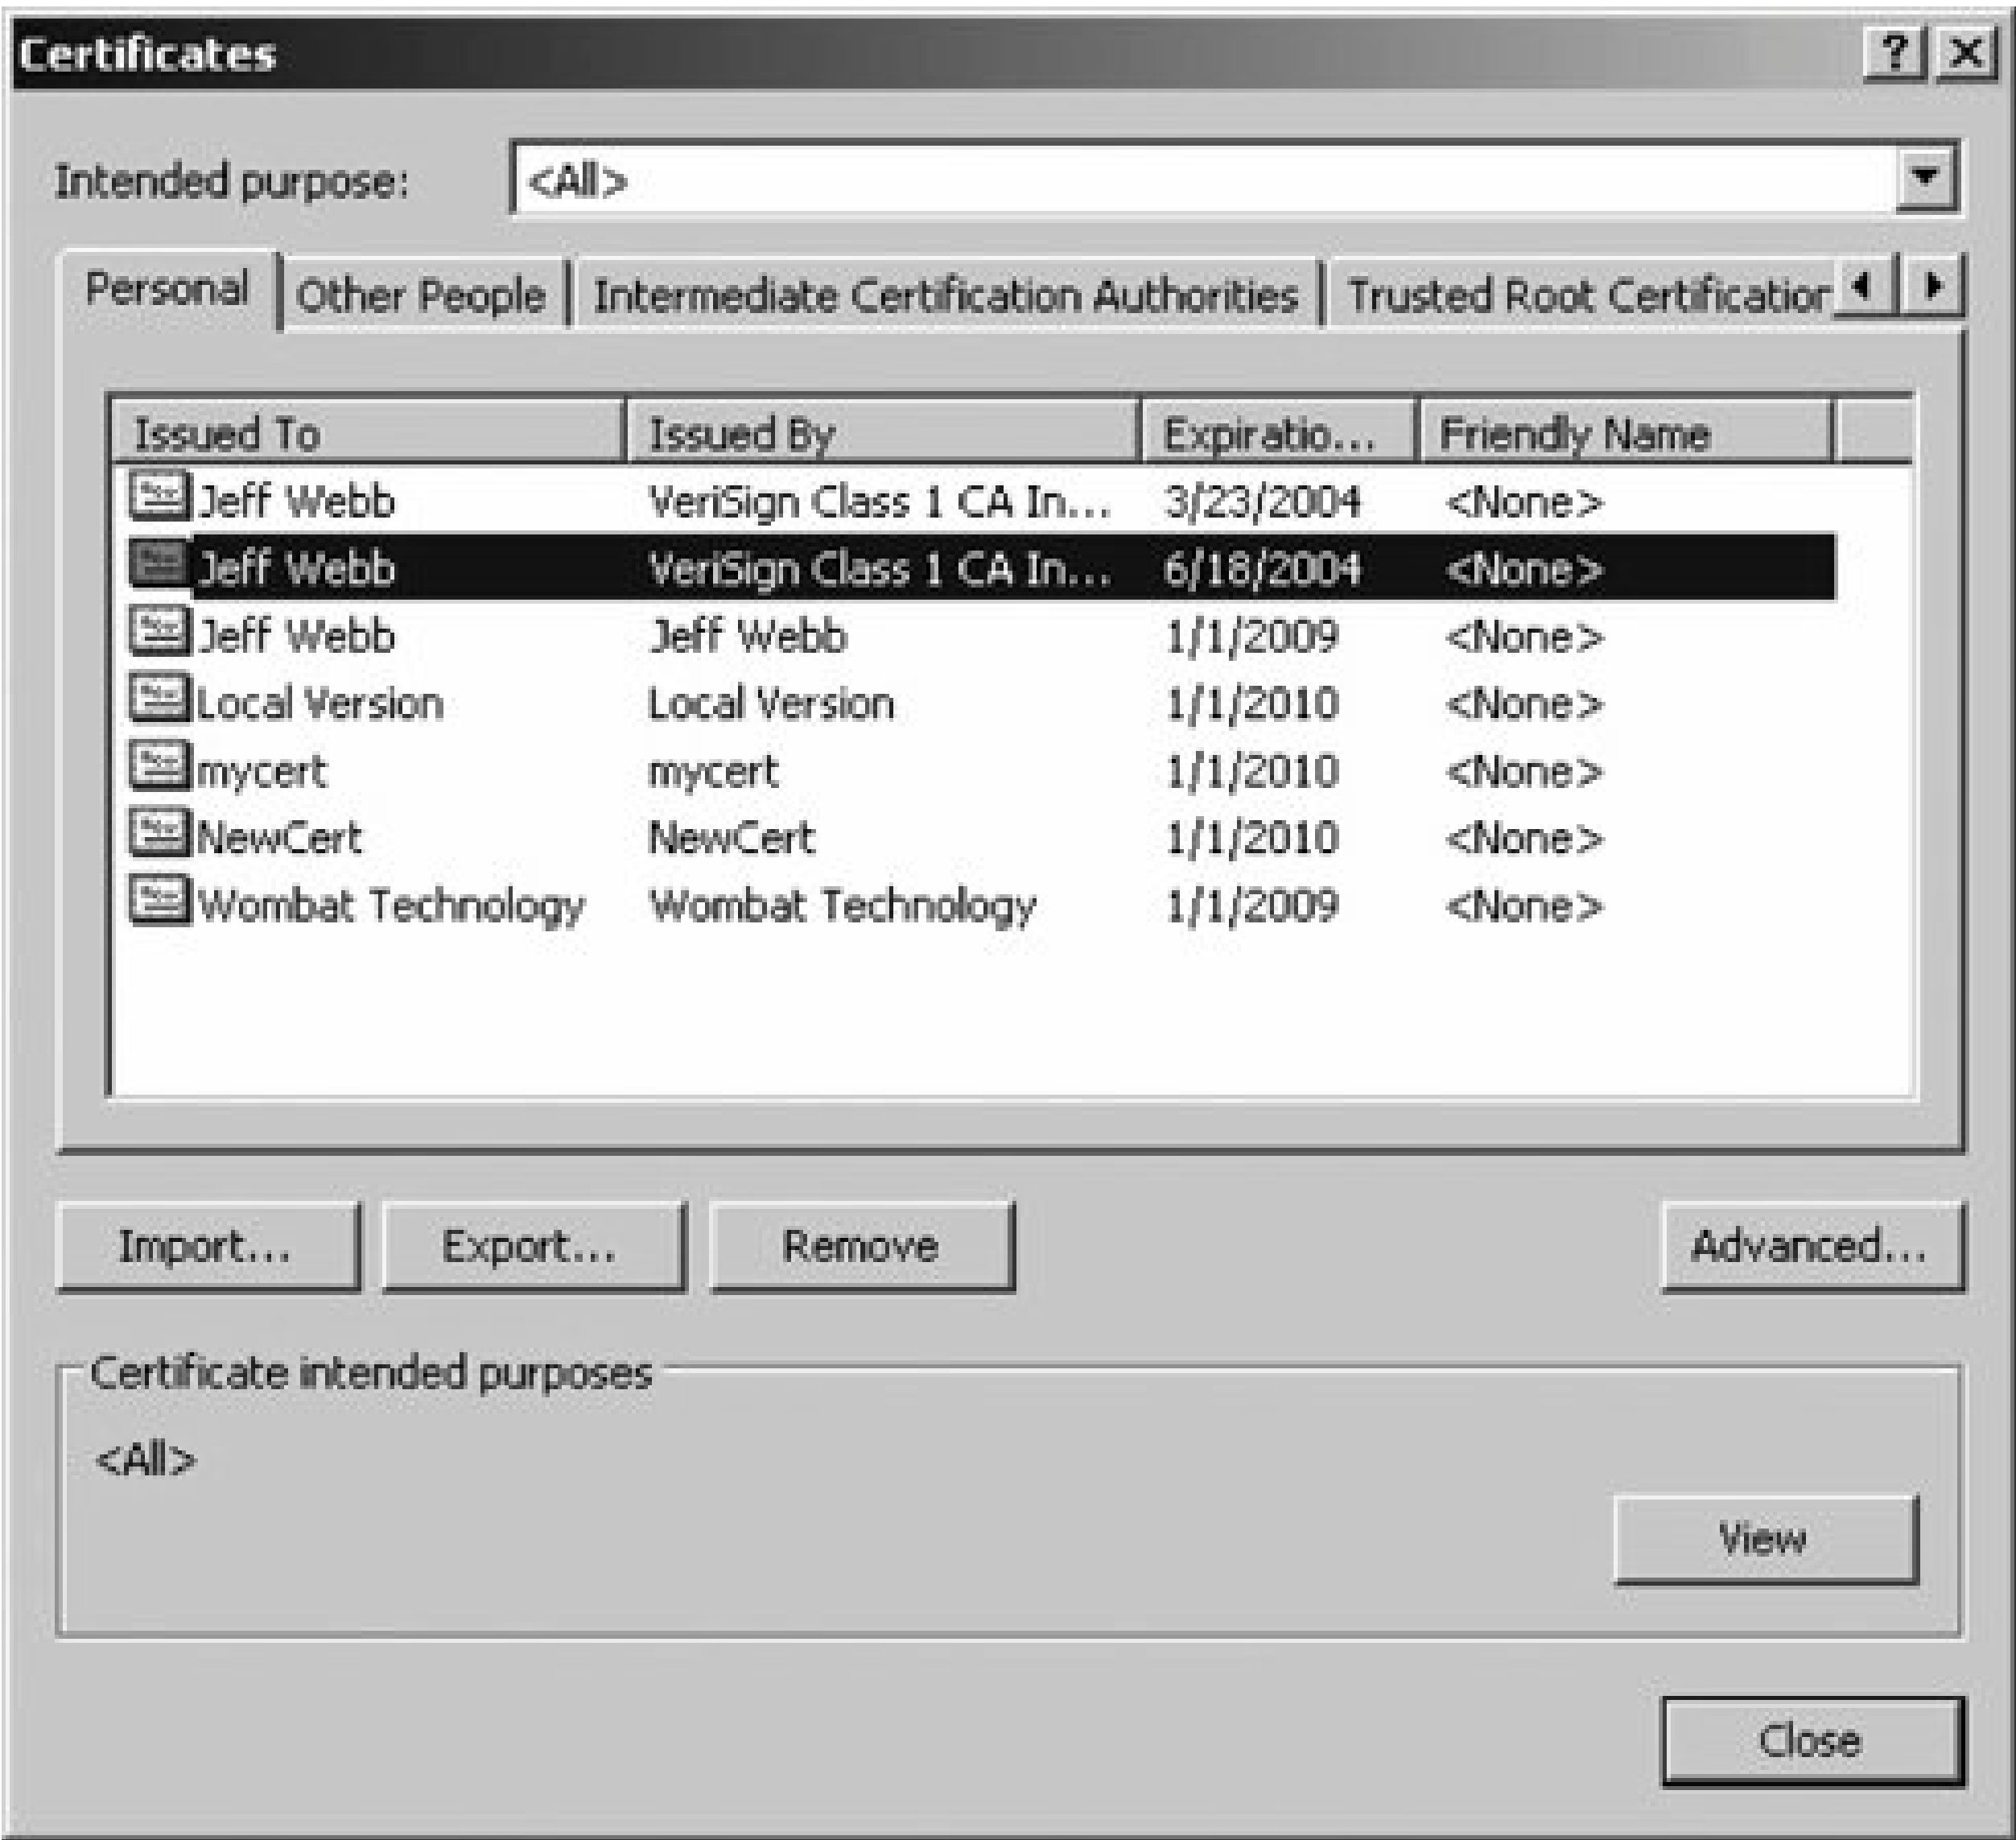 Certificates
Intended purpose: <All>
Personal Other People Intermediate Certification Authorities Trusted Root Certification
Issued To Issued By Expiratio... Friendly Name
Jeff Webb VeriSign Class 1 CA In... 3/23/2004 <None>
Jeff Webb VeriSign Class 1 CA In... 6/18/2004 <None>
Jeff Webb Jeff Webb 1/1/2009 <None>
Local Version Local Version 1/1/2010 <None>
mycert mycert 1/1/2010 <None>
NewCert NewCert 1/1/2010 <None>
Wombat Technology Wombat Technology 1/1/2009 <None>
Import... Export... Remove Advanced...
Certificate intended purposes
<All>
View
Close